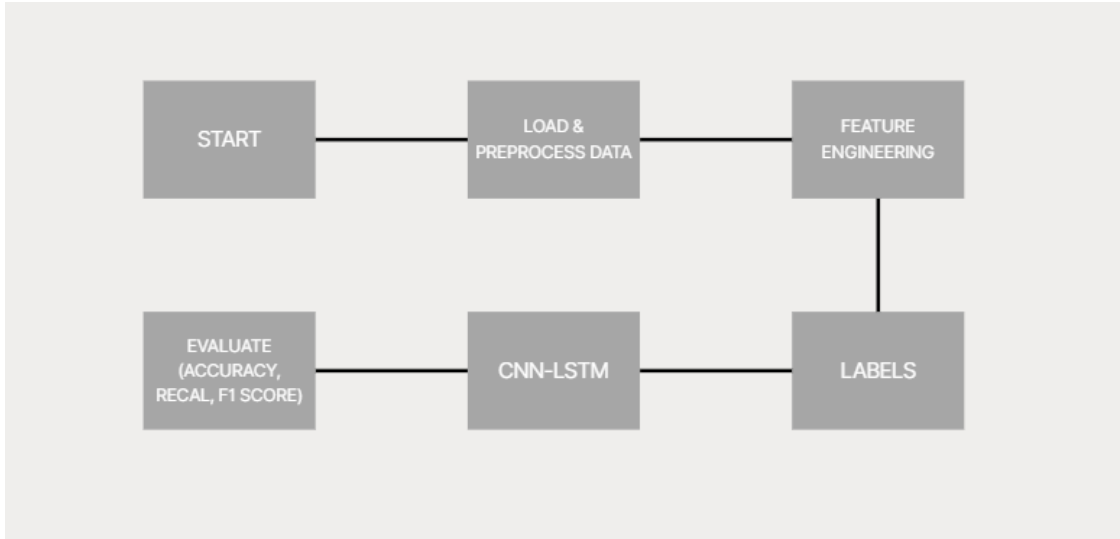 START
LOAD &
PREPROCESS DATA
FEATURE
ENGINEERING
LABELS
CNN-LSTM
EVALUATE
(ACCURACY,
RECAL, F1 SCORE)